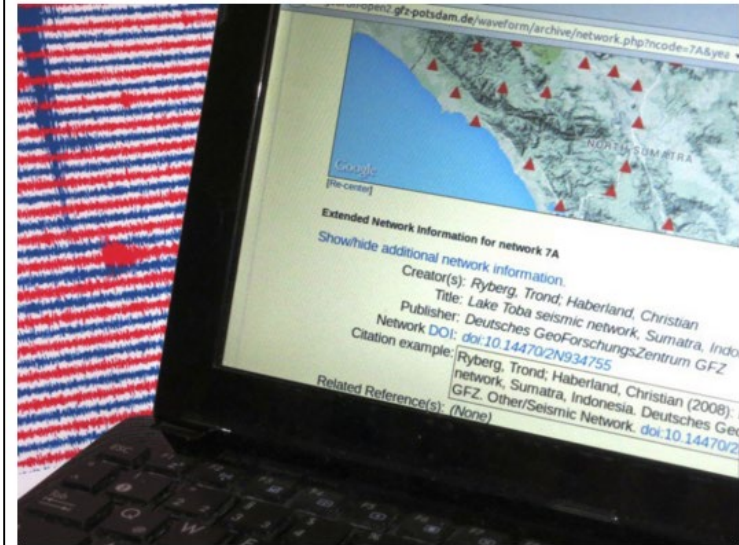 open2.gfz-potsdam.de/waveform/archive/network.php?ncode=7A&yea
NORTH SUMATRA
Google
[Re-center]
Extended Network Information for network 7A
Show/hide additional network information.
Creator(s): Ryberg, Trond; Haberland, Christian
Title: Lake Toba seismic network, Sumatra, Indo
Publisher: Deutsches GeoForschungsZentrum GFZ
Network DOI: doi:10.14470/2N934755
Citation example: Ryberg, Trond; Haberland, Christian (2008):
network, Sumatra, Indonesia. Deutsches Geo
GFZ. Other/Seismic Network. doi:10.14470/2
Related Reference(s): (None)
Tab
Q
W